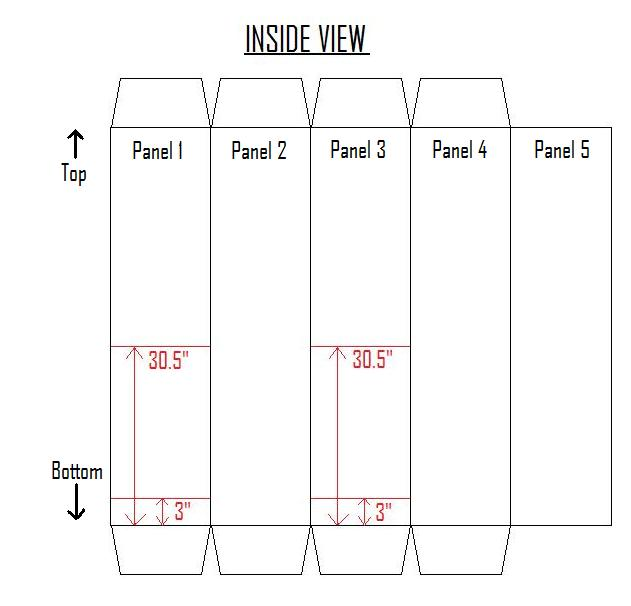 INSIDE VIEW
Panel 1
Panel 2
Panel 3
Panel 4
Panel 5
Top
30.5"
30.5"
Bottom
3"
3"